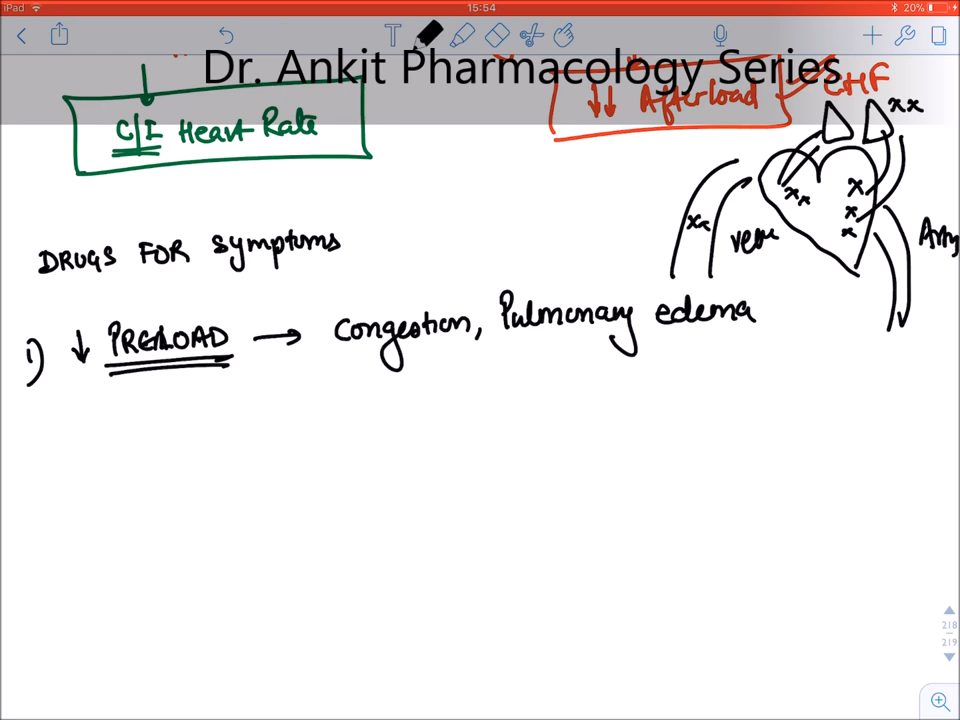 iPad 15:54 20%
T
Dr. Ankit Pharmacology Series
CHF
↓↓ Afterload
C/I Heart Rate
xx
x
xx
x
x
xx
vein
DRUGS FOR Symptoms
1) ↓ PRELOAD → Congestion, Pulmonary edema
218
219